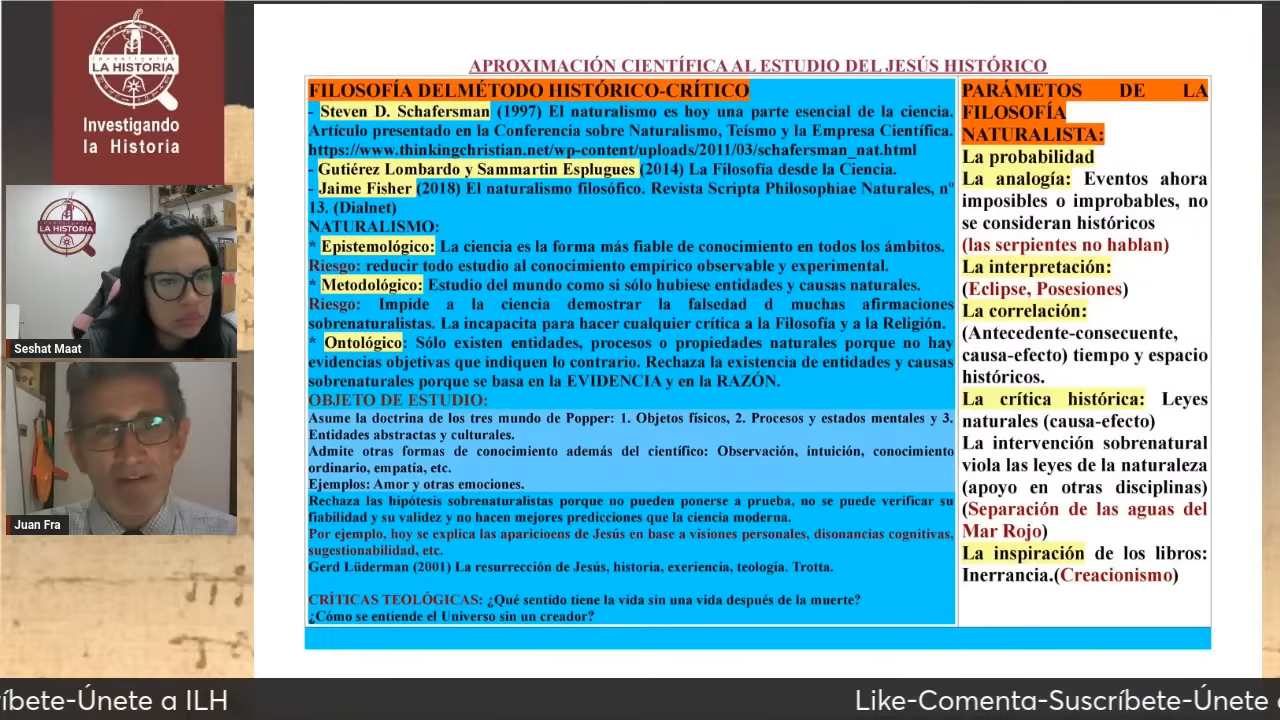 Investigando
LA HISTORIA
Investigando
la Historia
LA HISTORIA
Seshat Maat
Juan Fra
APROXIMACIÓN CIENTÍFICA AL ESTUDIO DEL JESÚS HISTÓRICO
FILOSOFÍA DELMÉTODO HISTÓRICO-CRÍTICO
- Steven D. Schafersman (1997) El naturalismo es hoy una parte esencial de la ciencia.
Artículo presentado en la Conferencia sobre Naturalismo, Teísmo y la Empresa Científica.
https://www.thinkingchristian.net/wp-content/uploads/2011/03/schafersman_nat.html
- Gutiérez Lombardo y Sammartin Esplugues (2014) La Filosofía desde la Ciencia.
- Jaime Fisher (2018) El naturalismo filosófico. Revista Scripta Philosophiae Naturales, nº
13. (Dialnet)
NATURALISMO:
* Epistemológico: La ciencia es la forma más fiable de conocimiento en todos los ámbitos.
Riesgo: reducir todo estudio al conocimiento empírico observable y experimental.
* Metodológico: Estudio del mundo como si sólo hubiese entidades y causas naturales.
Riesgo: Impide a la ciencia demostrar la falsedad d muchas afirmaciones
sobrenaturalistas. La incapacita para hacer cualquier crítica a la Filosofía y a la Religión.
* Ontológico: Sólo existen entidades, procesos o propiedades naturales porque no hay
evidencias objetivas que indiquen lo contrario. Rechaza la existencia de entidades y causas
sobrenaturales porque se basa en la EVIDENCIA y en la RAZÓN.
OBJETO DE ESTUDIO:
Asume la doctrina de los tres mundo de Popper: 1. Objetos físicos, 2. Procesos y estados mentales y 3.
Entidades abstractas y culturales.
Admite otras formas de conocimiento además del científico: Observación, intuición, conocimiento
ordinario, empatía, etc.
Ejemplos: Amor y otras emociones.
Rechaza las hipótesis sobrenaturalistas porque no pueden ponerse a prueba, no se puede verificar su
fiabilidad y su validez y no hacen mejores predicciones que la ciencia moderna.
Por ejemplo, hoy se explica las aparicioens de Jesús en base a visiones personales, disonancias cognitivas,
sugestionabilidad, etc.
Gerd Lüderman (2001) La resurrección de Jesús, historia, exeriencia, teología. Trotta.
CRÍTICAS TEOLÓGICAS: ¿Qué sentido tiene la vida sin una vida después de la muerte?
¿Cómo se entiende el Universo sin un creador?
PARÁMETOS DE LA
FILOSOFÍA
NATURALISTA:
La probabilidad
La analogía: Eventos ahora
imposibles o improbables, no
se consideran históricos
(las serpientes no hablan)
La interpretación:
(Eclipse, Posesiones)
La correlación:
(Antecedente-consecuente,
causa-efecto) tiempo y espacio
históricos.
La crítica histórica: Leyes
naturales (causa-efecto)
La intervención sobrenatural
viola las leyes de la naturaleza
(apoyo en otras disciplinas)
(Separación de las aguas del
Mar Rojo)
La inspiración de los libros:
Inerrancia.(Creacionismo)
ríbete-Únete a ILH
Like-Comenta-Suscríbete-Únete a